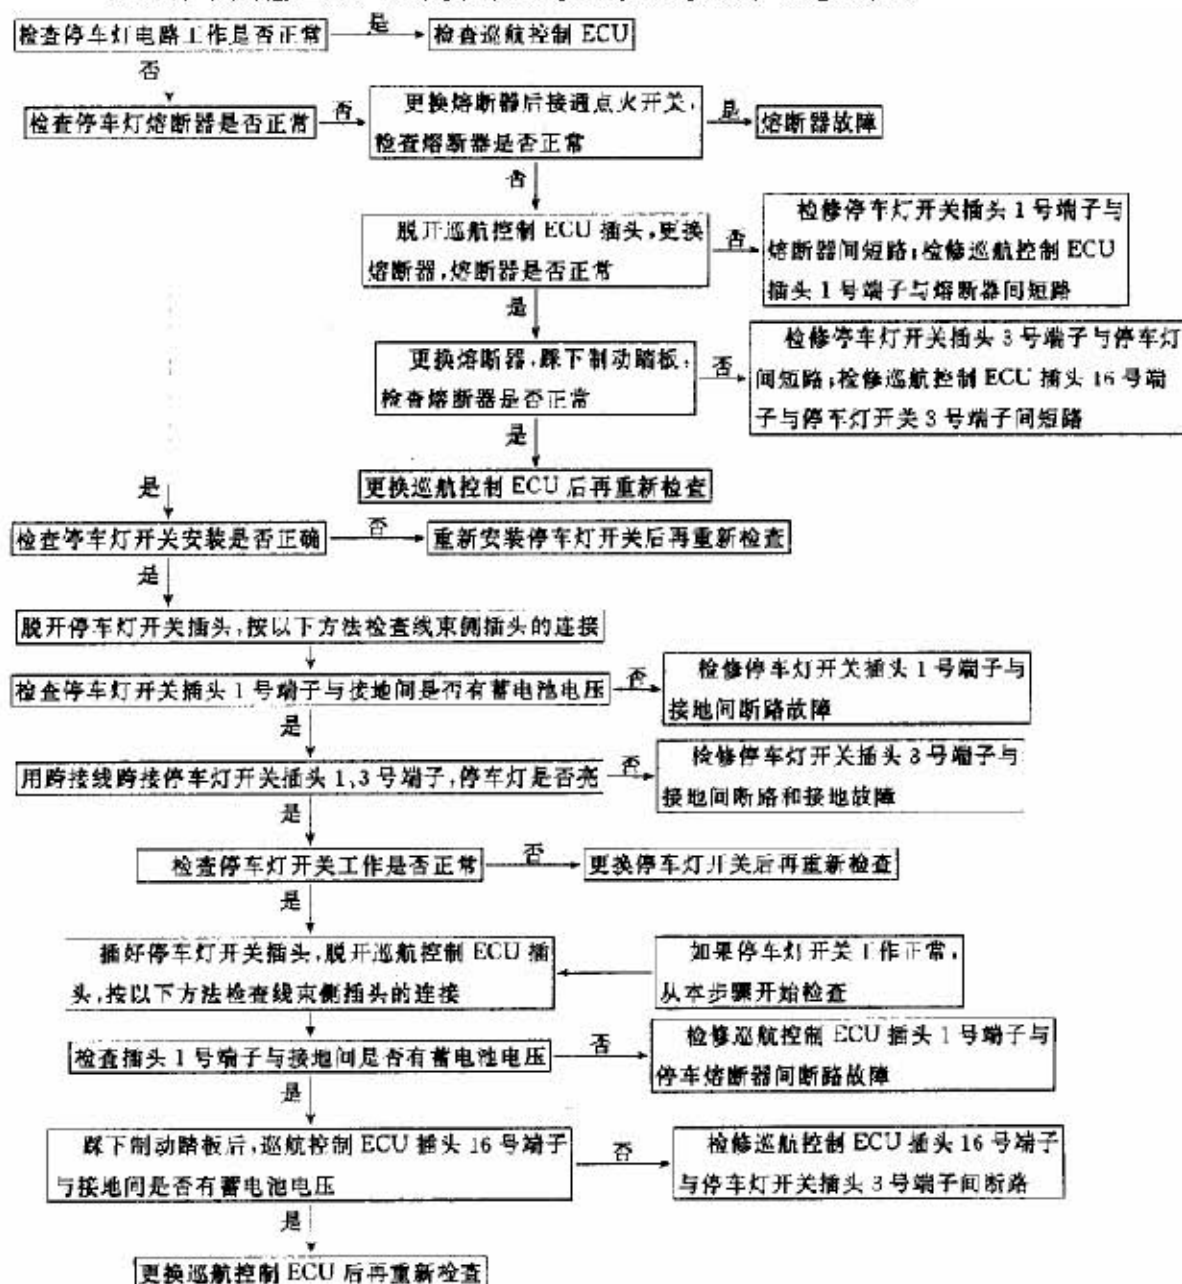 检查停车灯电路工作是否正常
是
检查巡航控制 ECU
否
检查停车灯熔断器是否正常
否
更换熔断器后接通点火开关,
检查熔断器是否正常
是
熔断器故障
否
脱开巡航控制 ECU 插头,更换
熔断器,熔断器是否正常
否
检修停车灯开关插头 1 号端子与
熔断器间短路;检修巡航控制 ECU
插头 1 号端子与熔断器间短路
是
更换熔断器,踩下制动踏板,
检查熔断器是否正常
否
检修停车灯开关插头 3 号端子与停车灯
间短路;检修巡航控制 ECU 插头 16 号端
子与停车灯开关 3 号端子间短路
是
更换巡航控制 ECU 后再重新检查
是
检查停车灯开关安装是否正确
否
重新安装停车灯开关后再重新检查
是
脱开停车灯开关插头,按以下方法检查线束侧插头的连接
检查停车灯开关插头 1 号端子与接地间是否有蓄电池电压
否
检修停车灯开关插头 1 号端子与
接地间断路故障
是
用跨接线跨接停车灯开关插头 1、3 号端子,停车灯是否亮
否
检修停车灯开关插头 3 号端子与
接地间断路和接地故障
是
检查停车灯开关工作是否正常
否
更换停车灯开关后再重新检查
是
插好停车灯开关插头,脱开巡航控制 ECU 插
头,按以下方法检查线束侧插头的连接
如果停车灯开关工作正常,
从本步骤开始检查
检查插头 1 号端子与接地间是否有蓄电池电压
否
检修巡航控制 ECU 插头 1 号端子与
停车熔断器间断路故障
是
踩下制动踏板后,巡航控制 ECU 插头 16 号端子
与接地间是否有蓄电池电压
否
检修巡航控制 ECU 插头 16 号端子
与停车灯开关插头 3 号端子间断路
是
更换巡航控制 ECU 后再重新检查